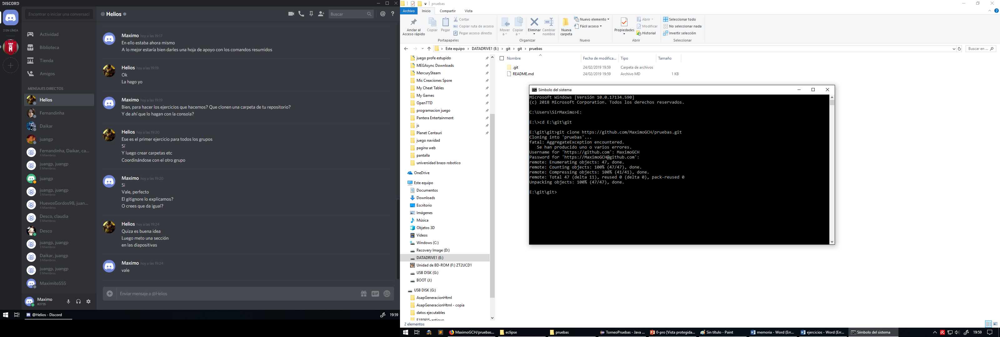 DISCORD
Encontrar o iniciar una conversaci
2 EN LÍNEA
Actividad
Biblioteca
Tienda
Amigos
MENSAJES DIRECTOS
Helios
Fernandinha
Daikar
juangp
Fernandinha, Daikar, ca...
4 Miembros
juangp, juangp
3 Miembros
juangp
juangp, juangp
3 Miembros
HuevosGordos98, juan...
4 Miembros
Desco, claudia
3 Miembros
Desco
juangp, juangp
3 Miembros
Daikar, juangp
3 Miembros
juangp, juangp
3 Miembros
Maximito555
Maximo
#2735
@ Helios
Buscar
Maximo hoy a las 19:17
En ello estaba ahora mismo
A lo mejor estaría bien darles una hoja de apoyo con los comandos resumidos
Helios hoy a las 19:19
Ok
La hago yo
Maximo hoy a las 19:19
Bien, para hacer los ejercicios que hacemos? Que clonen una carpeta de tu repositorio?
Y de ahí que lo hagan con la consola?
Helios hoy a las 19:20
Ese es el primer ejercicio para todos los grupos
Sí
Y luego crear carpetas etc
Coordinándose con el otro grupo
Maximo hoy a las 19:20
Si
Vale, perfecto
El gitignore lo explicamos?
O crees que da igual?
Helios hoy a las 19:24
Quiza es buena idea
Luego meto una sección
en las diapositivas
Maximo hoy a las 19:24
vale
Enviar mensaje a @Helios
GIF
@Helios - Discord
19:59
pruebas
Archivo Inicio Compartir Vista
Anclar al
Acceso rápido
Copiar
Pegar
Cortar
Copiar ruta de acceso
Pegar acceso directo
Portapapeles
Mover
a
Copiar
a
Eliminar
Cambiar
nombre
Organizar
Nueva
carpeta
Nuevo elemento
Fácil acceso
Nuevo
Propiedades
Abrir
Modificar
Historial
Abrir
Seleccionar todo
No seleccionar nada
Invertir selección
Seleccionar
Este equipo > DATADRIVE1 (E:) > git > git > pruebas
Buscar en ...
juego profe estupido
MEGAsync Downloads
MercurySteam
Mis Creaciones Spore
My Cheat Tables
My Games
OpenTTD
programacion juego
Pantera Entertainment
js
Planet Centauri
juego navidad
pagina web
pantalla
universidad brazo robotico
OneDrive
Este equipo
Documentos
Downloads
Escritorio
Imágenes
Música
Objetos 3D
Vídeos
Windows (C:)
Recovery Image (D:)
DATADRIVE1 (E:)
Unidad de BD-ROM (F:) ZT2UCD1
USB DISK (G:)
BOOT (J:)
USB DISK (G:)
AsapGeneracionHtml
AsapGeneracionHtml - copia
datos ejecutables
F180905-antiguo
2 elementos
Nombre Fecha de modifica... Tipo Tamaño
.git 24/02/2019 19:59 Carpeta de archivos
README.md 24/02/2019 19:59 Archivo MD 1 KB
Símbolo del sistema
Microsoft Windows [Versión 10.0.17134.590]
(c) 2018 Microsoft Corporation. Todos los derechos reservados.
C:\Users\SirMaximo>E:
E:\>cd E:\git\git
E:\git\git>git clone https://github.com/MaximoGCH/pruebas.git
Cloning into 'pruebas'...
fatal: AggregateException encountered.
Se han producido uno o varios errores.
Username for 'https://github.com': MaximoGCH
Password for 'https://MaximoGCH@github.com':
remote: Enumerating objects: 47, done.
remote: Counting objects: 100% (47/47), done.
remote: Compressing objects: 100% (41/41), done.
remote: Total 47 (delta 11), reused 0 (delta 0), pack-reused 0
Unpacking objects: 100% (47/47), done.
E:\git\git>
HFS
MaximoGCH/pruebas...
eclipse
pruebas
TorneoPruebas - Java ...
0-pro [Vista protegida...
Sin título - Paint
memoria - Word (Err...
ejercicios - Word (Err...
Símbolo del sistema
19:59